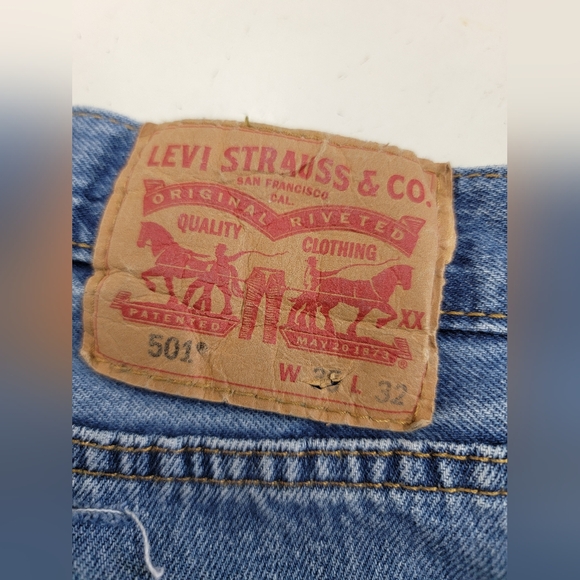 LEVI STRAUSS & CO.
SAN FRANCISCO
CAL.
ORIGINAL RIVETED
QUALITY CLOTHING
XX
PATENTED MAY 20 1873 ®
501® W L 32